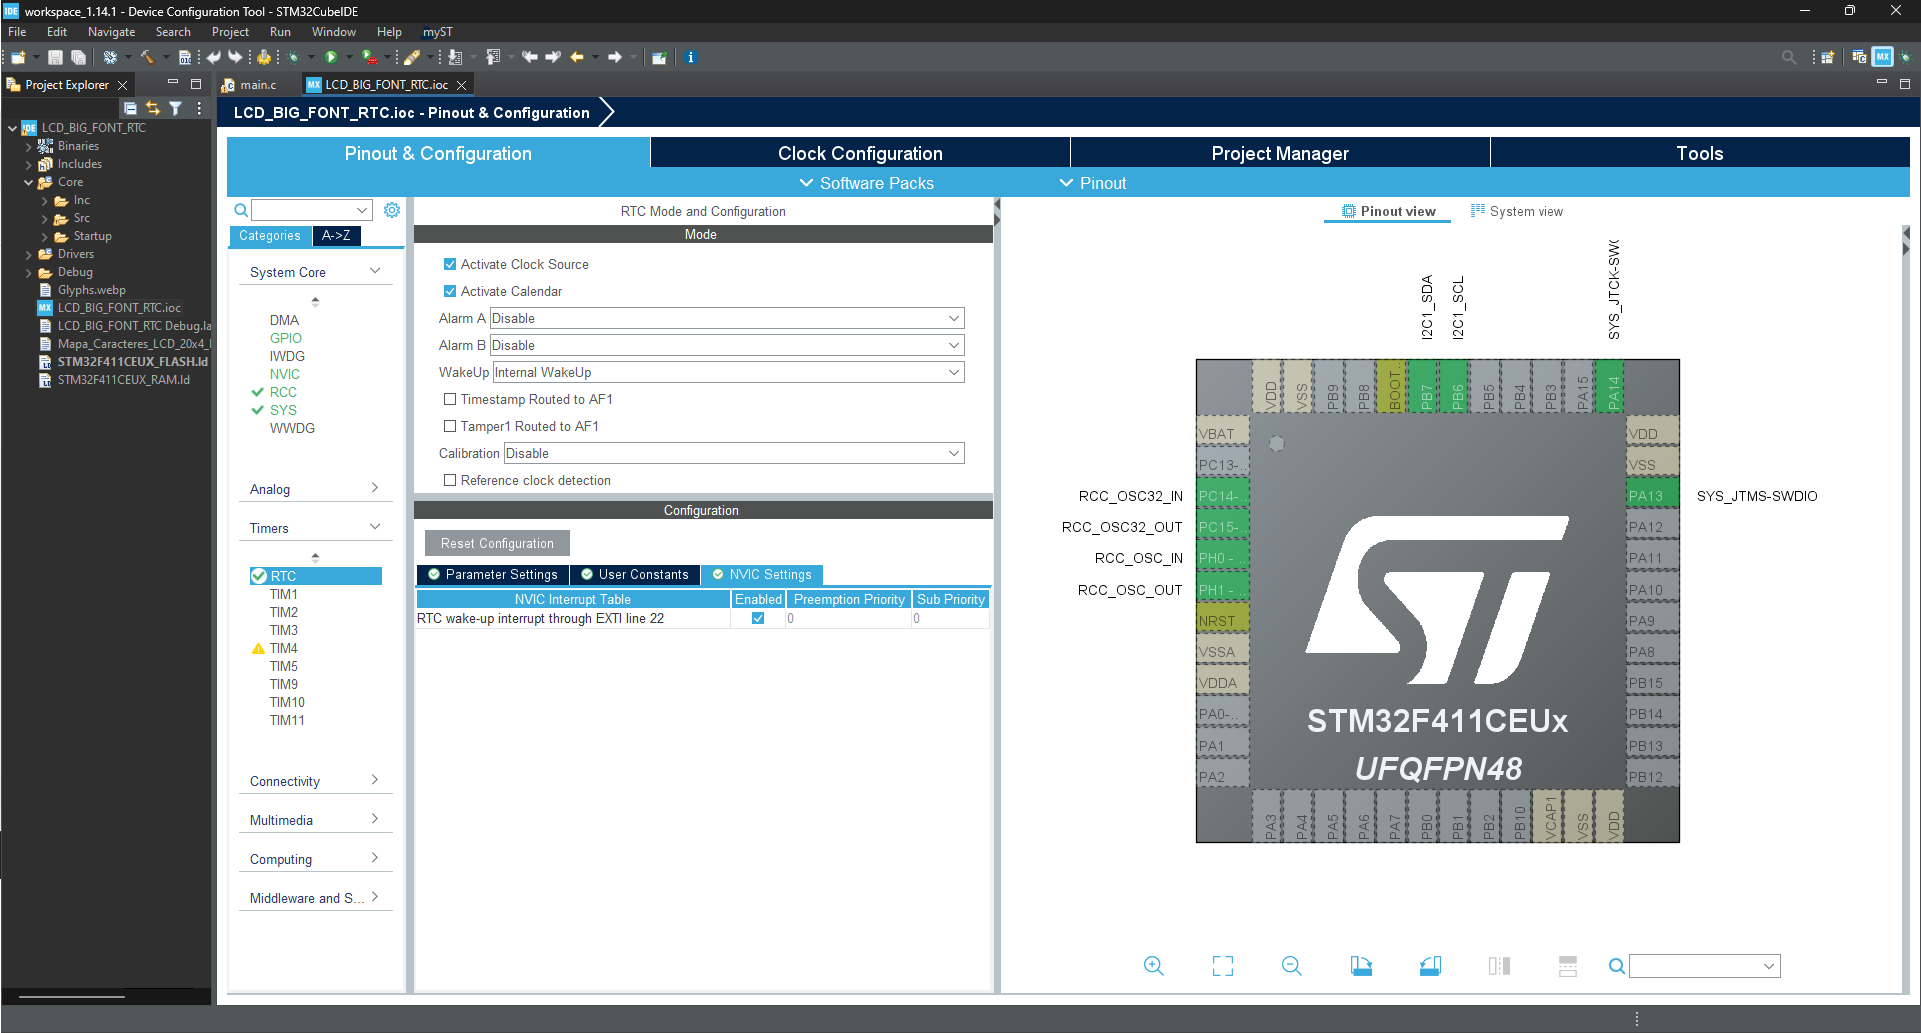 IDE workspace_1.14.1 - Device Configuration Tool - STM32CubeIDE
File Edit Navigate Search Project Run Window Help myST
Project Explorer
main.c
MX LCD_BIG_FONT_RTC.ioc
LCD_BIG_FONT_RTC.ioc - Pinout & Configuration
IDE LCD_BIG_FONT_RTC
Binaries
Includes
Core
Inc
Src
Startup
Drivers
Debug
Glyphs.webp
MX LCD_BIG_FONT_RTC.ioc
LCD_BIG_FONT_RTC Debug.la
Mapa_Caracteres_LCD_20x4_
STM32F411CEUX_FLASH.ld
STM32F411CEUX_RAM.ld
Pinout & Configuration
Clock Configuration
Project Manager
Tools
Software Packs
Pinout
Categories
A->Z
System Core
DMA
GPIO
IWDG
NVIC
RCC
SYS
WWDG
Analog
Timers
RTC
TIM1
TIM2
TIM3
TIM4
TIM5
TIM9
TIM10
TIM11
Connectivity
Multimedia
Computing
Middleware and S...
RTC Mode and Configuration
Mode
Activate Clock Source
Activate Calendar
Alarm A Disable
Alarm B Disable
WakeUp Internal WakeUp
Timestamp Routed to AF1
Tamper1 Routed to AF1
Calibration Disable
Reference clock detection
Configuration
Reset Configuration
Parameter Settings
User Constants
NVIC Settings
NVIC Interrupt Table Enabled Preemption Priority Sub Priority
RTC wake-up interrupt through EXTI line 22 0 0
Pinout view
System view
I2C1_SDA
I2C1_SCL
SYS_JTCK-SWC
VDD
VSS
PB9
PB8
BOOT...
PB7
PB6
PB5
PB4
PB3
PA15
PA14
VBAT
PC13-..
RCC_OSC32_IN PC14-..
RCC_OSC32_OUT PC15-..
RCC_OSC_IN PH0 - ..
RCC_OSC_OUT PH1 - ..
NRST
VSSA
VDDA
PA0-..
PA1
PA2
VDD
VSS
PA13 SYS_JTMS-SWDIO
PA12
PA11
PA10
PA9
PA8
PB15
PB14
PB13
PB12
STM32F411CEUx
UFQFPN48
PA3
PA4
PA5
PA6
PA7
PB0
PB1
PB2
PB10
VCAP1
VSS
VDD